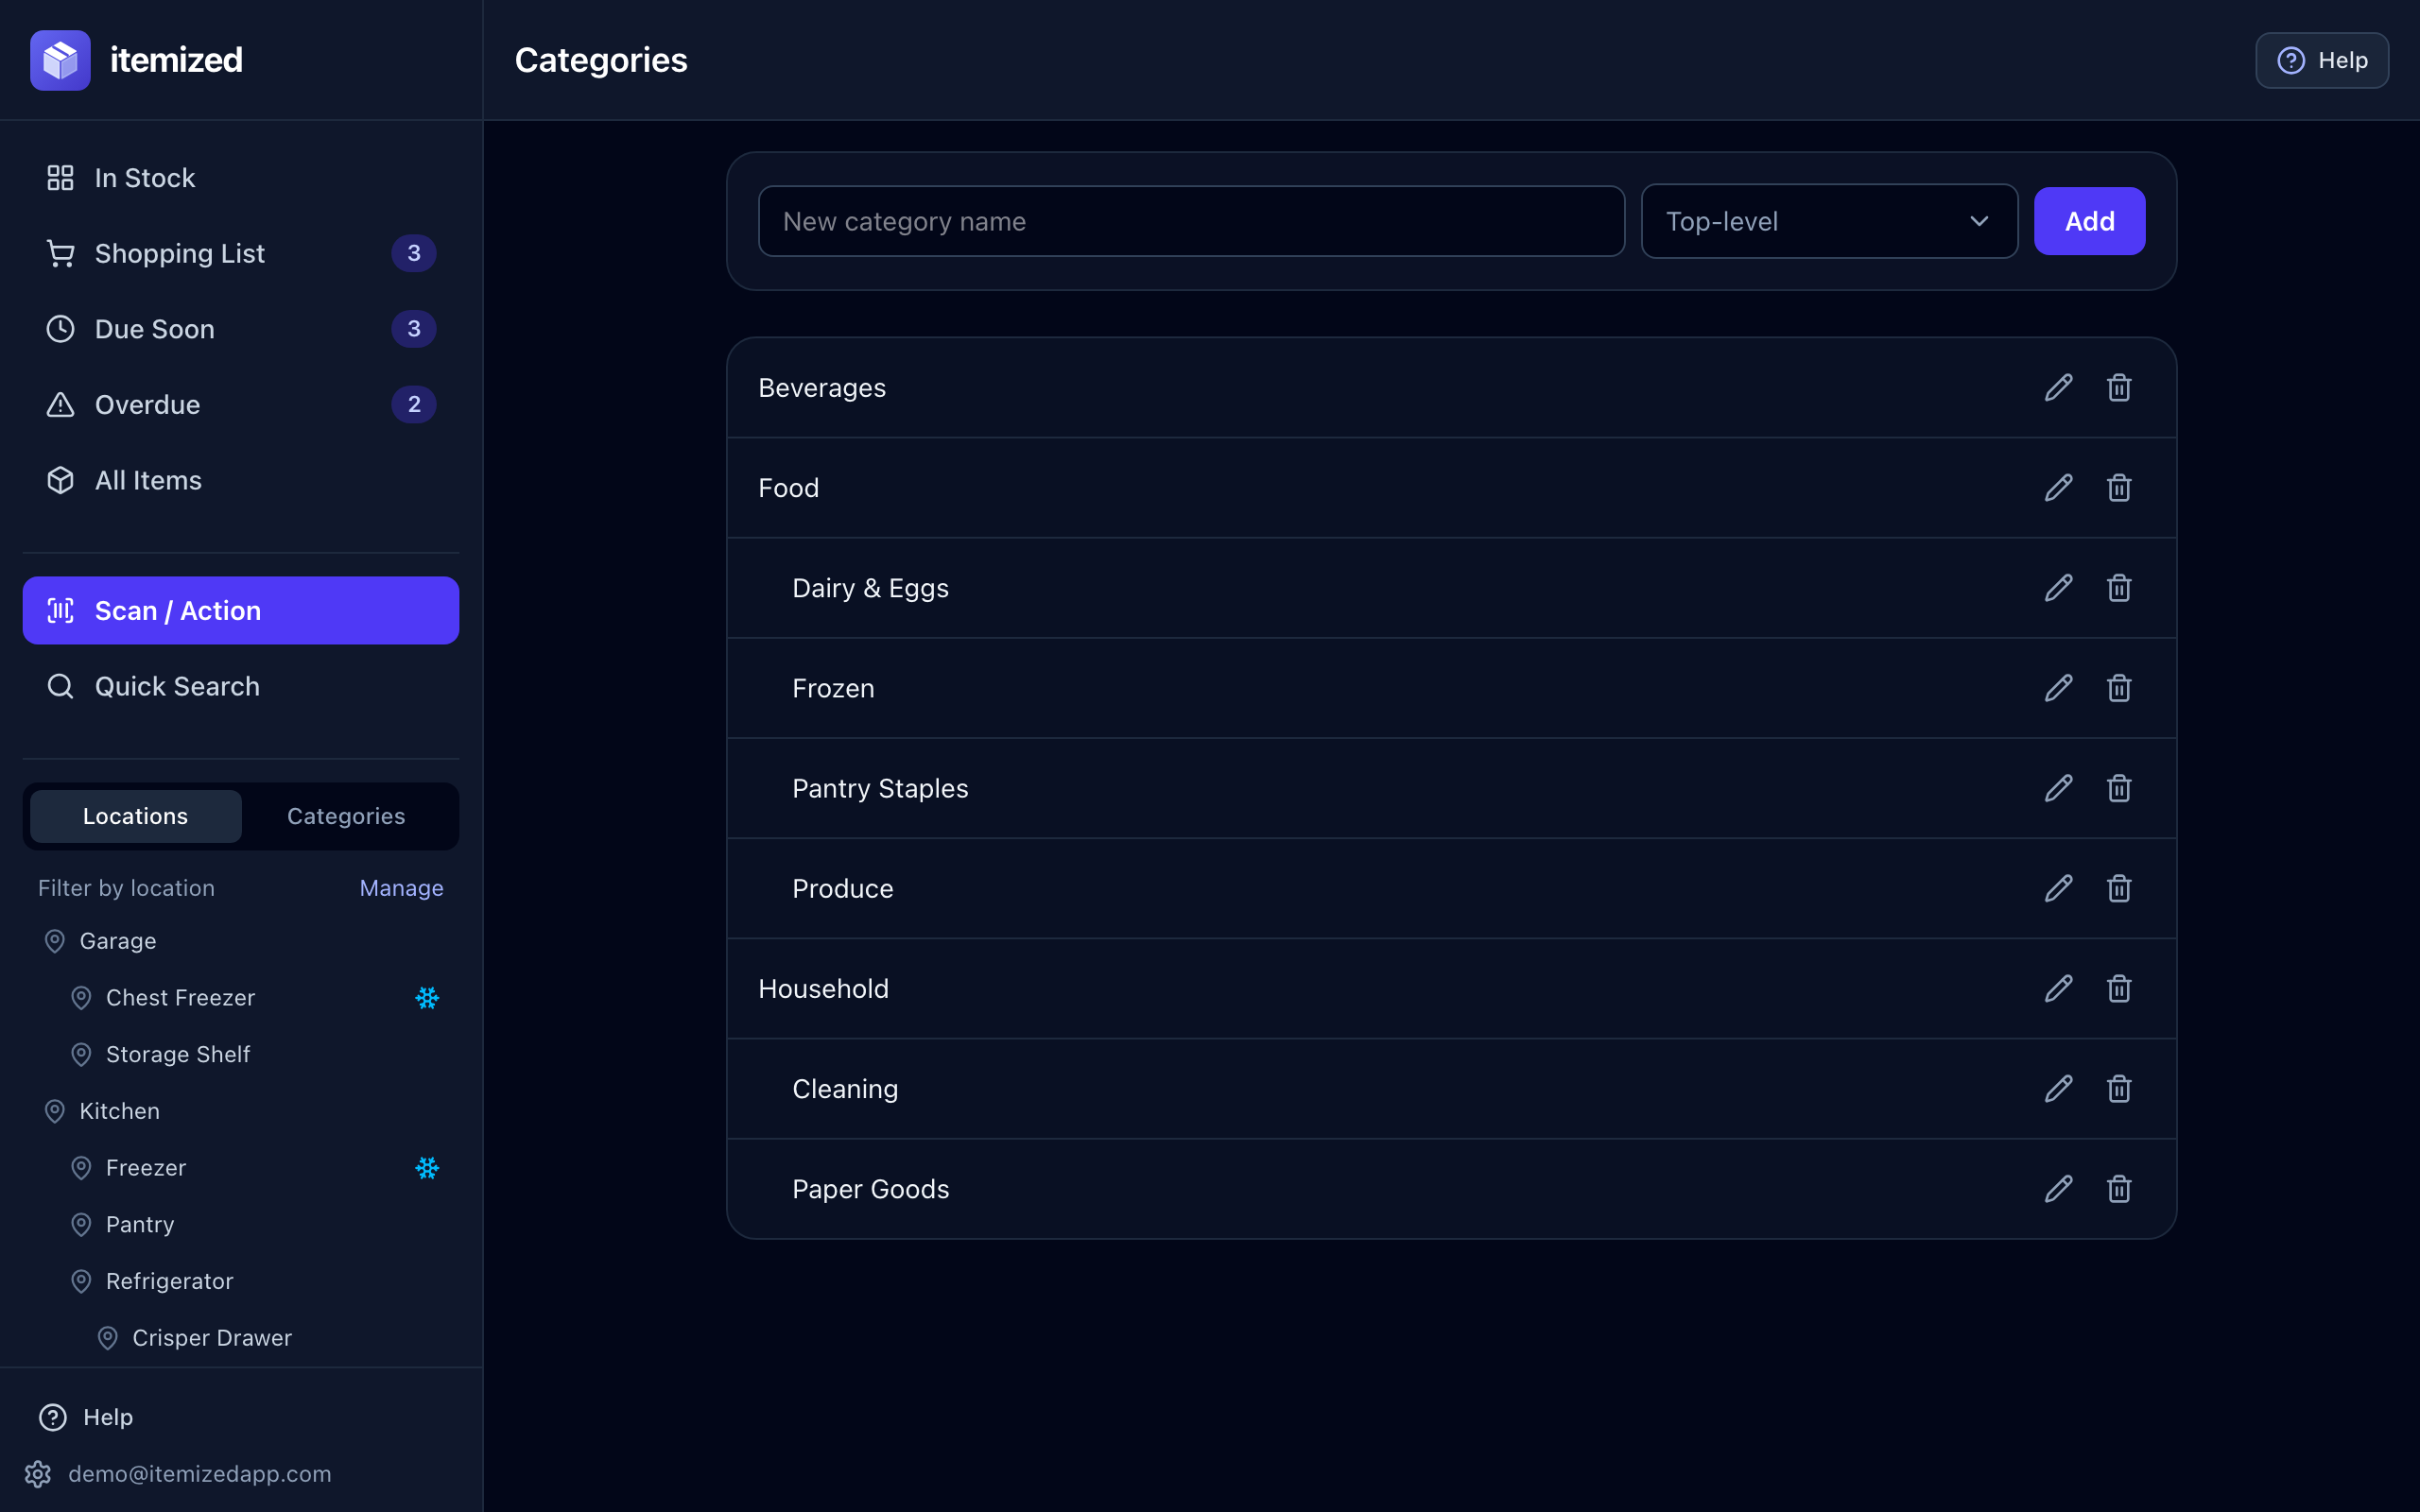 itemized
In Stock
Shopping List 3
Due Soon 3
Overdue 2
All Items
Scan / Action
Quick Search
Locations Categories
Filter by location Manage
Garage
Chest Freezer
Storage Shelf
Kitchen
Freezer
Pantry
Refrigerator
Crisper Drawer
Help
demo@itemizedapp.com
Categories
Help
New category name Top-level Add
Beverages
Food
Dairy & Eggs
Frozen
Pantry Staples
Produce
Household
Cleaning
Paper Goods